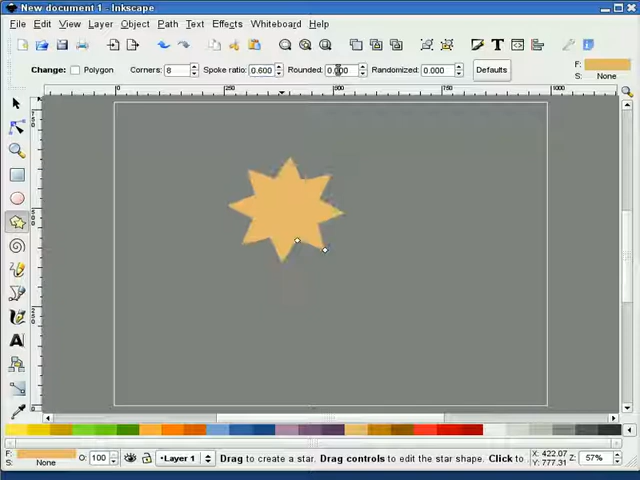 New document 1 - Inkscape
File Edit View Layer Object Path Text Effects Whiteboard Help
Change: Polygon Corners: 8 Spoke ratio: 0.600 Rounded: 0.000 Randomized: 0.000 Defaults F: S: None
0 250 500 750 1000
F: S: None O: 100 •Layer 1 Drag to create a star. Drag controls to edit the star shape. Click to X: 422.07 Y: 777.31 Z: 57%